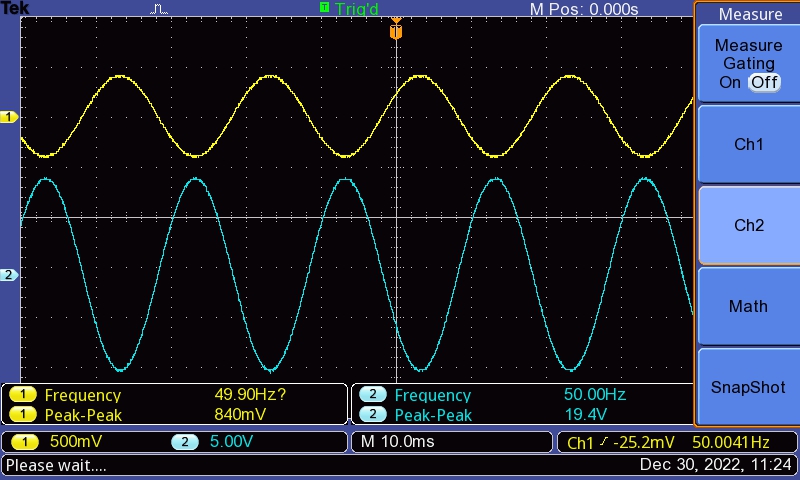 Tek T Trig'd M Pos: 0.000s
Measure
Measure
Gating
On Off
T
1
Ch1
Ch2
2
Math
SnapShot
1 Frequency 49.90Hz?
1 Peak-Peak 840mV
2 Frequency 50.00Hz
2 Peak-Peak 19.4V
1 500mV 2 5.00V M 10.0ms Ch1 -25.2mV 50.0041Hz
Please wait.... Dec 30, 2022, 11:24